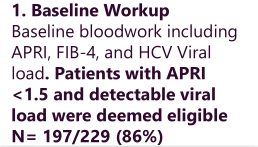 1. Baseline Workup
Baseline bloodwork including
APRI, FIB-4, and HCV Viral
load. Patients with APRI
<1.5 and detectable viral
load were deemed eligible
N= 197/229 (86%)